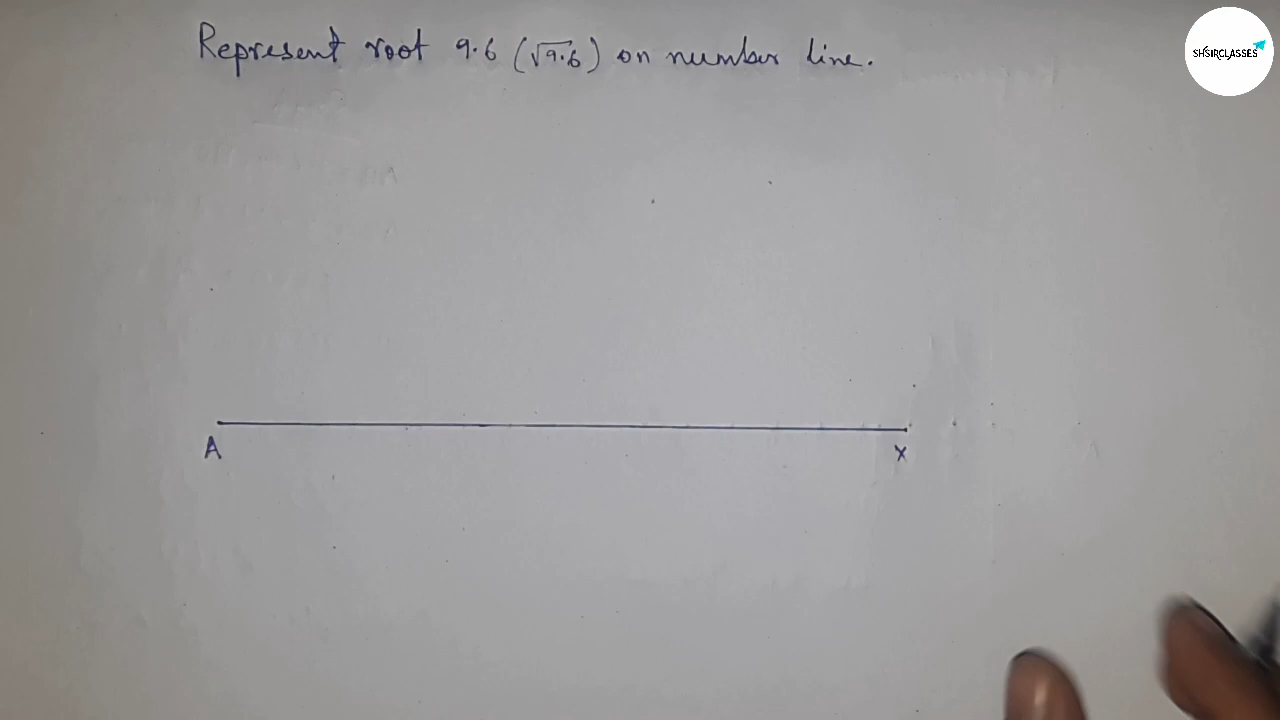 Represent root 9.6 (√9.6) on number line.
SHSIRCLASSES
A
X